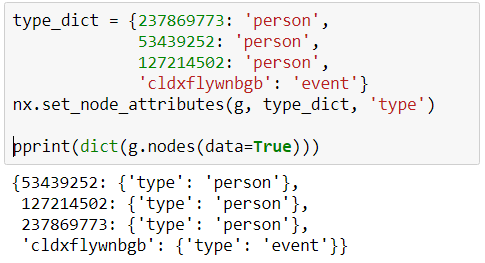 type_dict = {237869773: 'person',
             53439252: 'person',
             127214502: 'person',
             'cldxflywnbgb': 'event'}
nx.set_node_attributes(g, type_dict, 'type')
pprint(dict(g.nodes(data=True)))
{53439252: {'type': 'person'},
 127214502: {'type': 'person'},
 237869773: {'type': 'person'},
 'cldxflywnbgb': {'type': 'event'}}